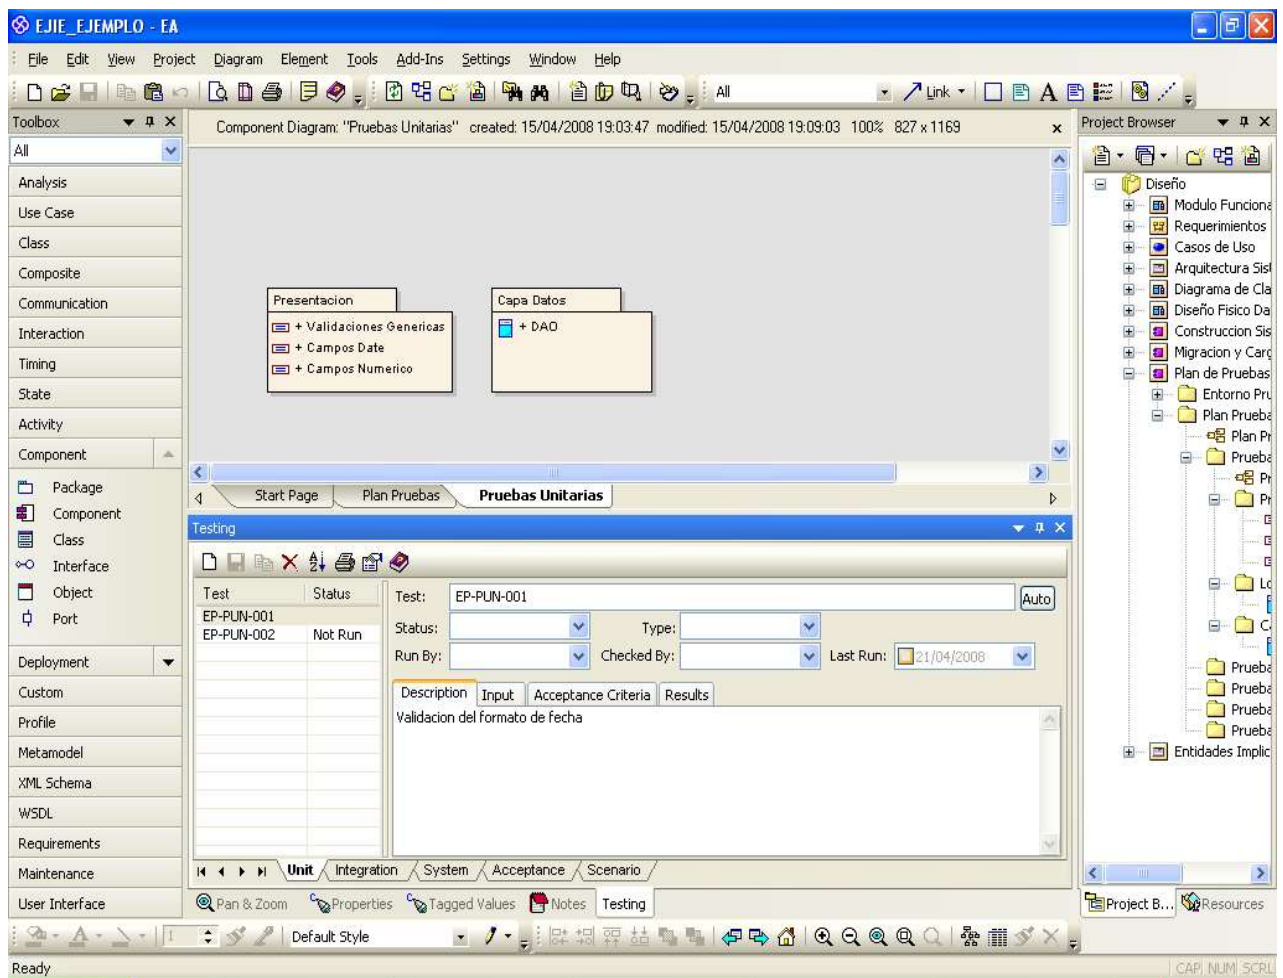 EJIE_EJEMPLO - EA
File Edit View Project Diagram Element Tools Add-Ins Settings Window Help
All Link
Toolbox
All
Analysis
Use Case
Class
Composite
Communication
Interaction
Timing
State
Activity
Component
Package
Component
Class
Interface
Object
Port
Deployment
Custom
Profile
Metamodel
XML Schema
WSDL
Requirements
Maintenance
User Interface
Component Diagram: "Pruebas Unitarias" created: 15/04/2008 19:03:47 modified: 15/04/2008 19:09:03 100% 827 x 1169
Presentacion
+ Validaciones Genericas
+ Campos Date
+ Campos Numerico
Capa Datos
+ DAO
Start Page Plan Pruebas Pruebas Unitarias
Testing
Test Status
EP-PUN-001
EP-PUN-002 Not Run
Test: EP-PUN-001 Auto
Status: Type:
Run By: Checked By: Last Run: 21/04/2008
Description Input Acceptance Criteria Results
Validacion del formato de fecha
Unit Integration System Acceptance Scenario
Pan & Zoom Properties Tagged Values Notes Testing
Project Browser
Diseño
Modulo Funciona
Requerimientos
Casos de Uso
Arquitectura Sist
Diagrama de Cla
Diseño Fisico Da
Construccion Sis
Migracion y Carg
Plan de Pruebas
Entorno Pru
Plan Prueba
Plan Pr
Prueba
Pr
Pr
Lo
C
Prueba
Prueba
Prueba
Prueba
Entidades Implic
Project B... Resources
A 1 Default Style
Ready
CAP NUM SCRL